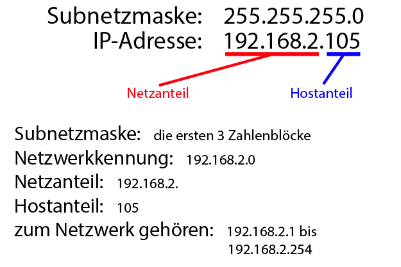 Subnetzmaske: 255.255.255.0
IP-Adresse: 192.168.2.105
Netzanteil Hostanteil
Subnetzmaske: die ersten 3 Zahlenblöcke
Netzwerkkennung: 192.168.2.0
Netzanteil: 192.168.2.
Hostanteil: 105
zum Netzwerk gehören: 192.168.2.1 bis
192.168.2.254